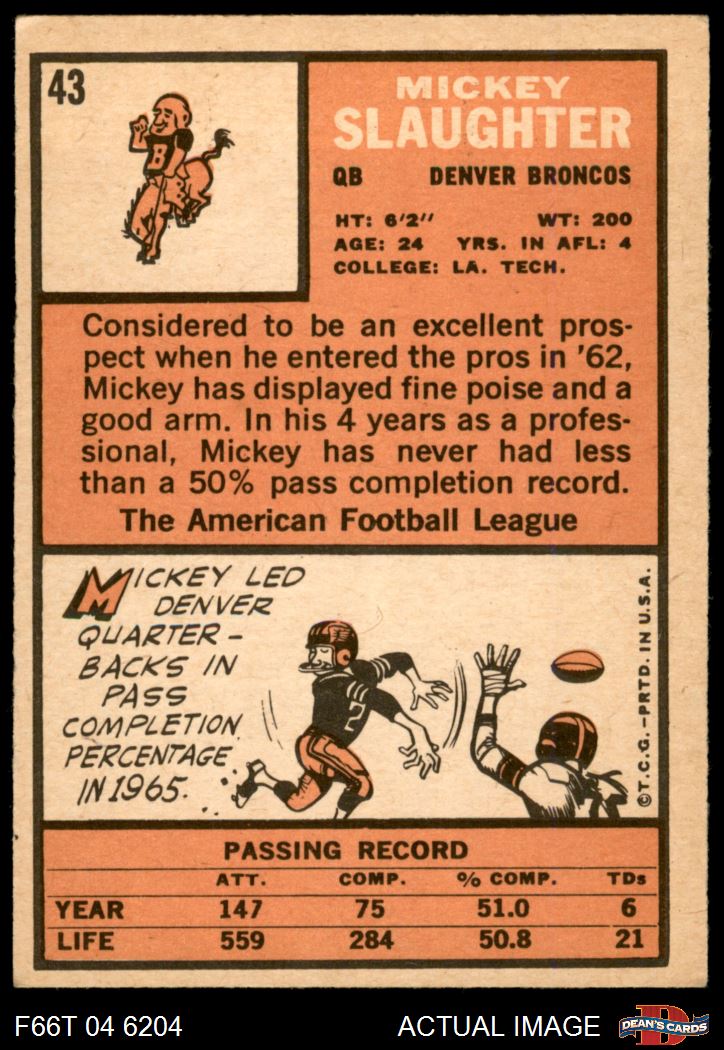 43
MICKEY
SLAUGHTER
QB DENVER BRONCOS
HT: 6'2" WT: 200
AGE: 24 YRS. IN AFL: 4
COLLEGE: LA. TECH.
B
Considered to be an excellent pros-
pect when he entered the pros in '62,
Mickey has displayed fine poise and a
good arm. In his 4 years as a profes-
sional, Mickey has never had less
than a 50% pass completion record.
The American Football League
MICKEY LED
DENVER
QUARTER-
BACKS IN
PASS
COMPLETION
PERCENTAGE
IN 1965.
2
©T.C.G.-PRTD. IN U.S.A.
PASSING RECORD
ATT. COMP. % COMP. TDs
YEAR 147 75 51.0 6
LIFE 559 284 50.8 21
F66T 04 6204 ACTUAL IMAGE
D
DEAN'S CARDS